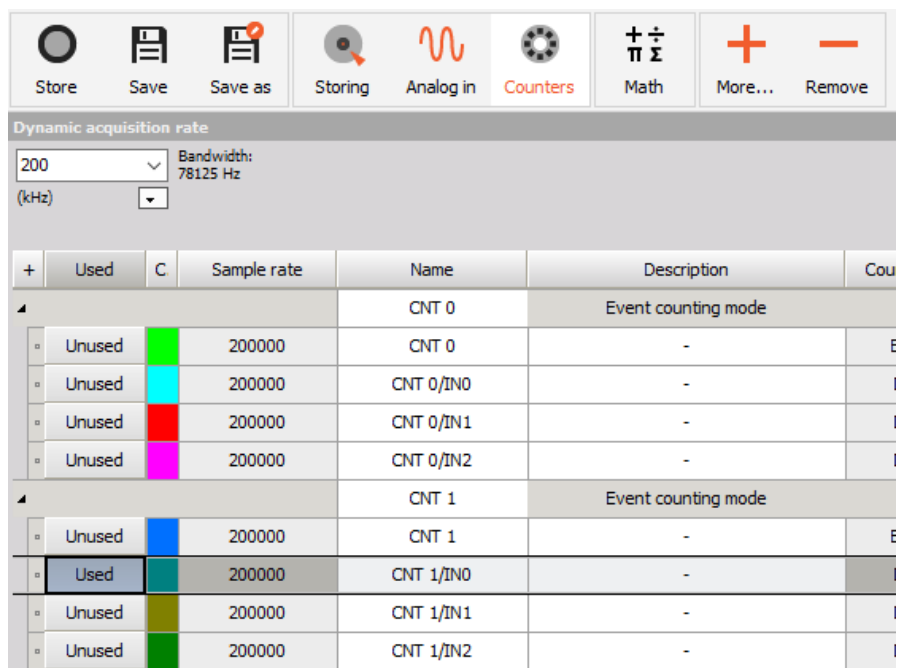 Store Save Save as Storing Analog in Counters Math More... Remove
Dynamic acquisition rate
200 Bandwidth:
78125 Hz
(kHz)
+ Used C. Sample rate Name Description Cou
CNT 0 Event counting mode
Unused 200000 CNT 0 -
Unused 200000 CNT 0/IN0 -
Unused 200000 CNT 0/IN1 -
Unused 200000 CNT 0/IN2 -
CNT 1 Event counting mode
Unused 200000 CNT 1 -
Used 200000 CNT 1/IN0 -
Unused 200000 CNT 1/IN1 -
Unused 200000 CNT 1/IN2 -